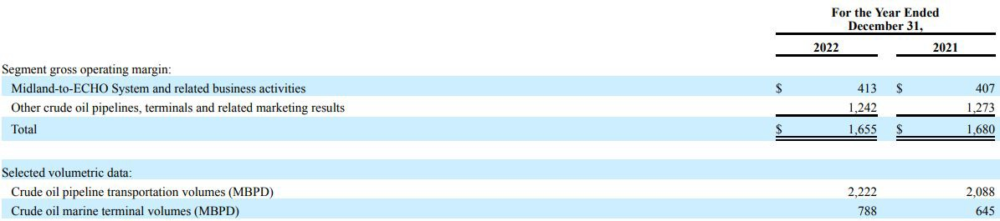 For the Year Ended
December 31,
2022 2021
Segment gross operating margin:
Midland-to-ECHO System and related business activities $ 413 $ 407
Other crude oil pipelines, terminals and related marketing results 1,242 1,273
Total $ 1,655 $ 1,680
Selected volumetric data:
Crude oil pipeline transportation volumes (MBPD) 2,222 2,088
Crude oil marine terminal volumes (MBPD) 788 645